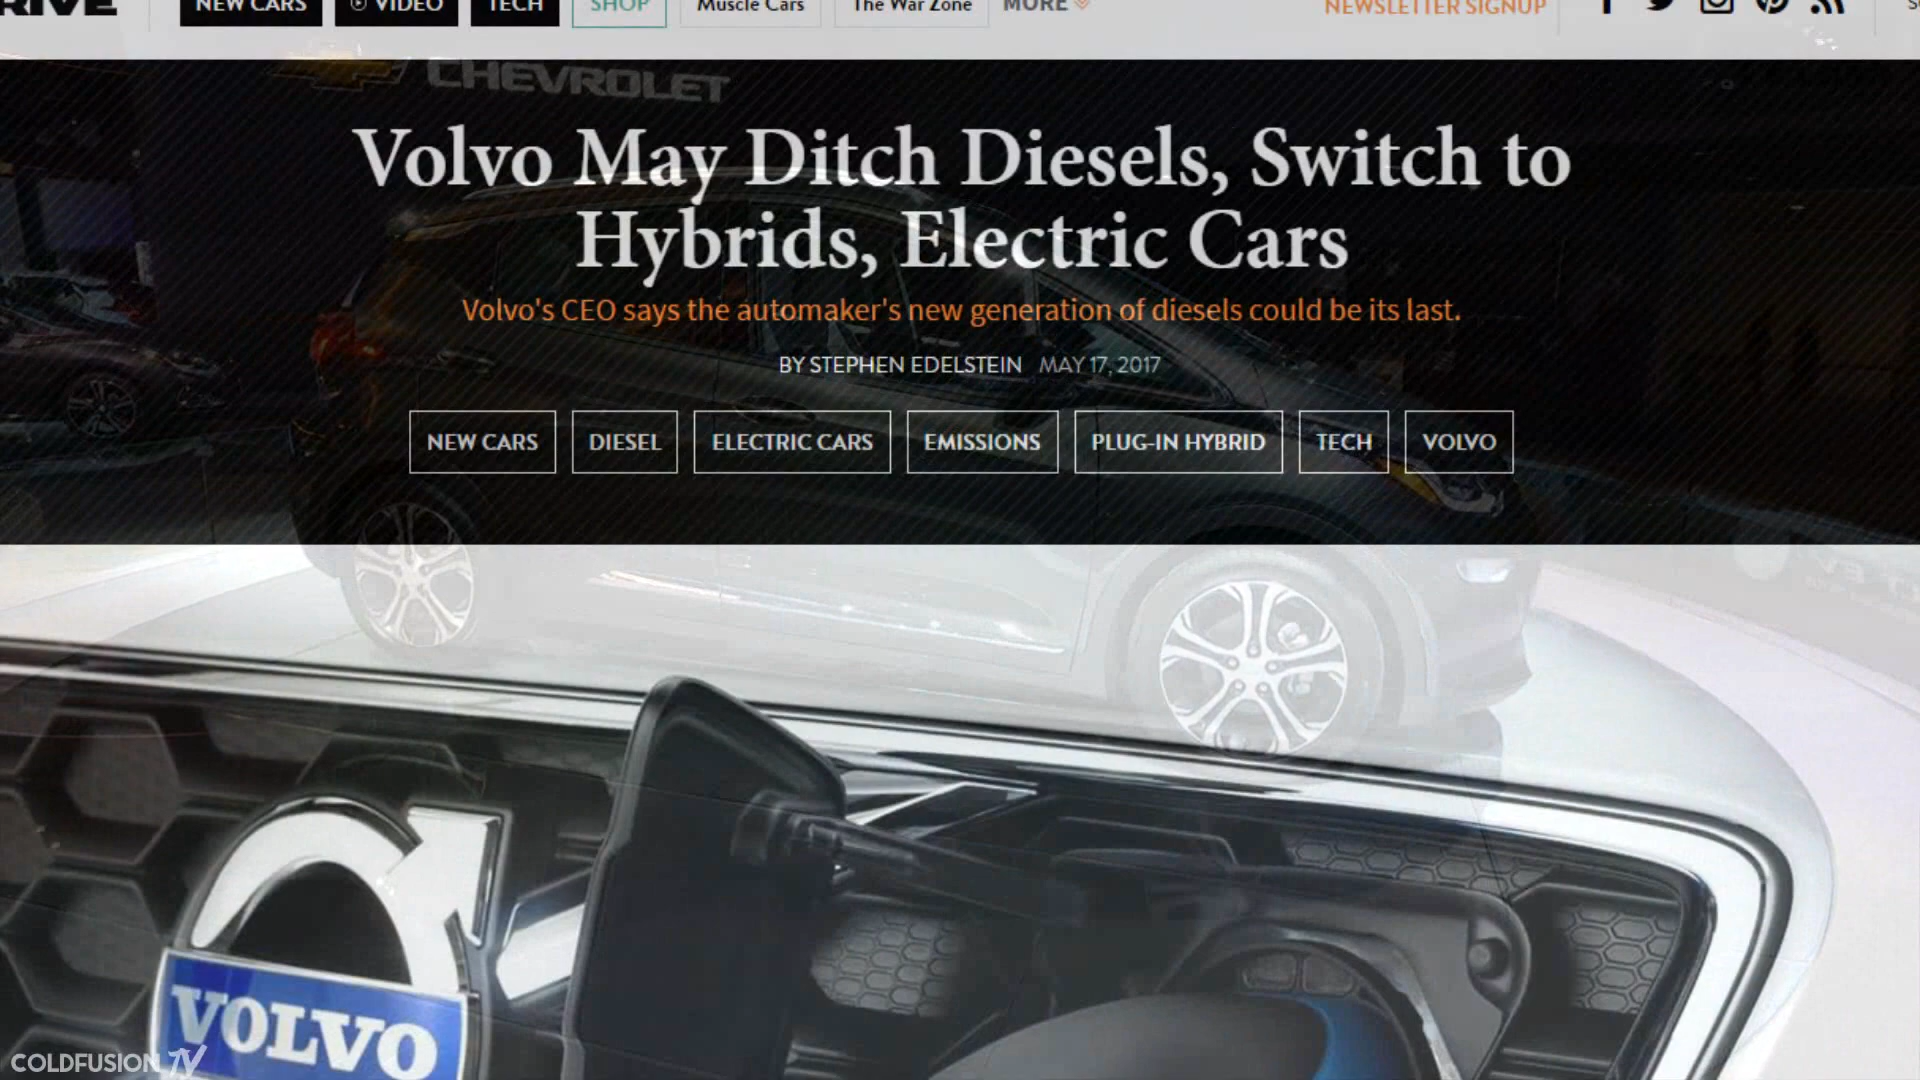 NEW CARS
VIDEO
TECH
SHOP
Muscle Cars
The War Zone
MORE
NEWSLETTER SIGNUP
CHEVROLET
Volvo May Ditch Diesels, Switch to
Hybrids, Electric Cars
Volvo's CEO says the automaker's new generation of diesels could be its last.
BY STEPHEN EDELSTEIN MAY 17, 2017
NEW CARS
DIESEL
ELECTRIC CARS
EMISSIONS
PLUG-IN HYBRID
TECH
VOLVO
VOLVO
COLDFUSION TV